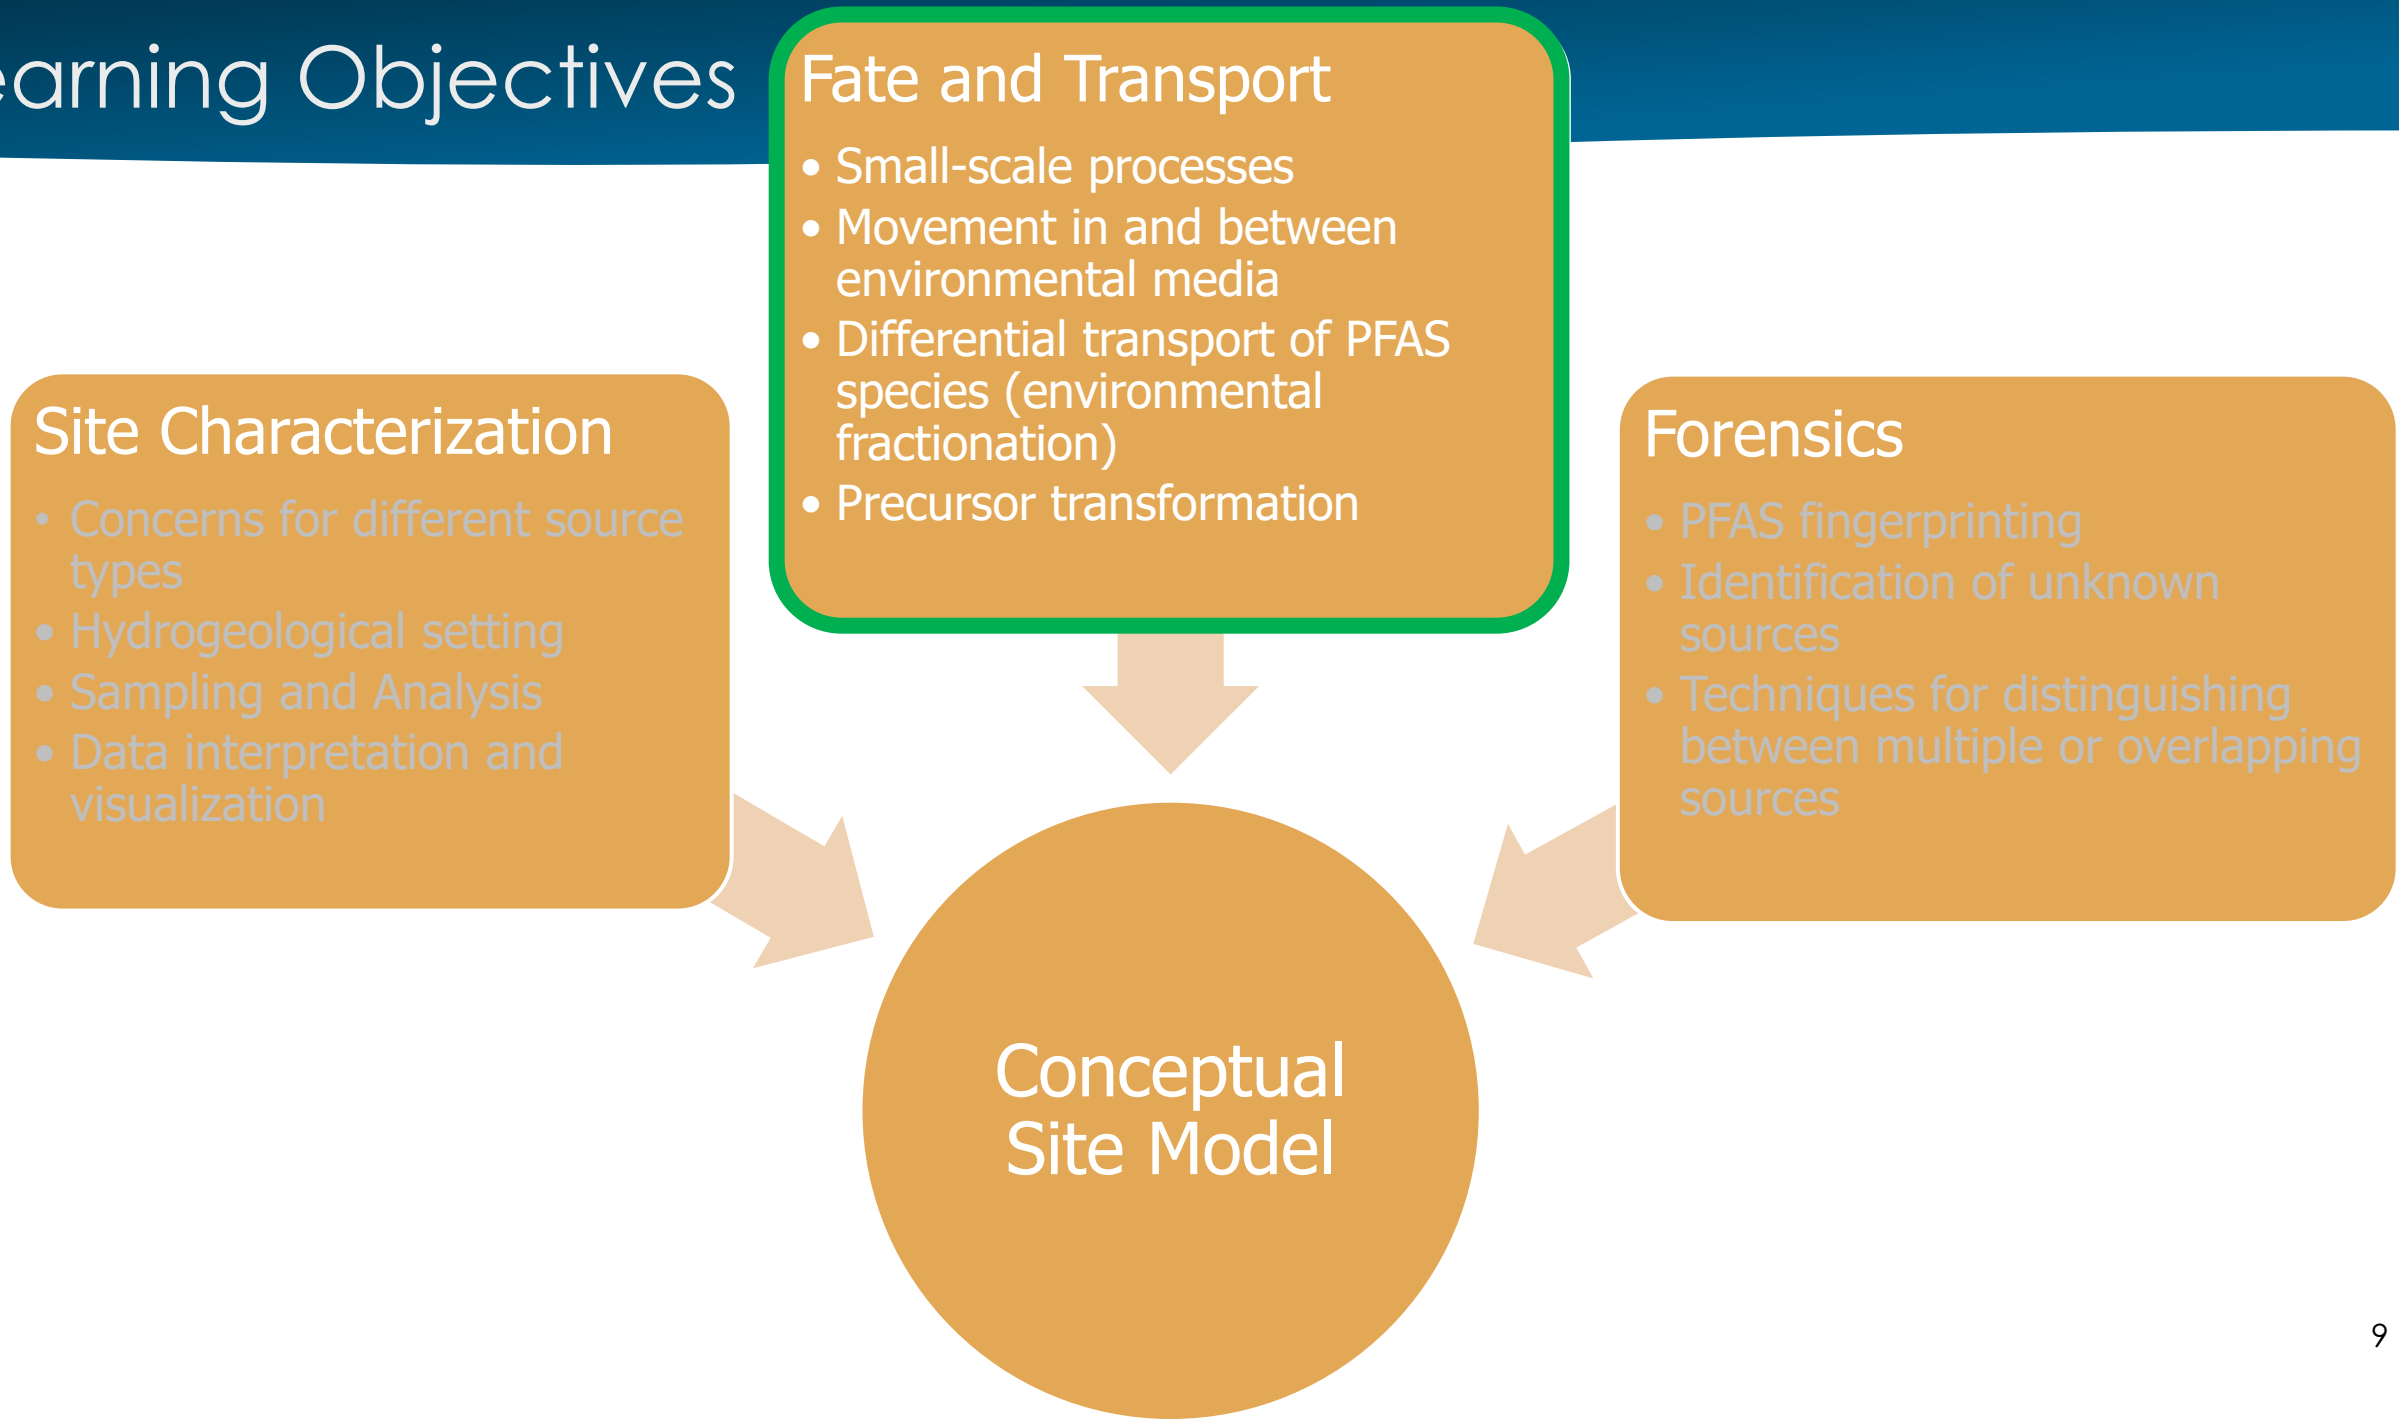 earning Objectives
Fate and Transport
• Small-scale processes
• Movement in and between
environmental media
• Differential transport of PFAS
species (environmental
fractionation)
• Precursor transformation
Site Characterization
• Concerns for different source
types
• Hydrogeological setting
• Sampling and Analysis
• Data interpretation and
visualization
Forensics
• PFAS fingerprinting
• Identification of unknown
sources
• Techniques for distinguishing
between multiple or overlapping
sources
Conceptual
Site Model
9